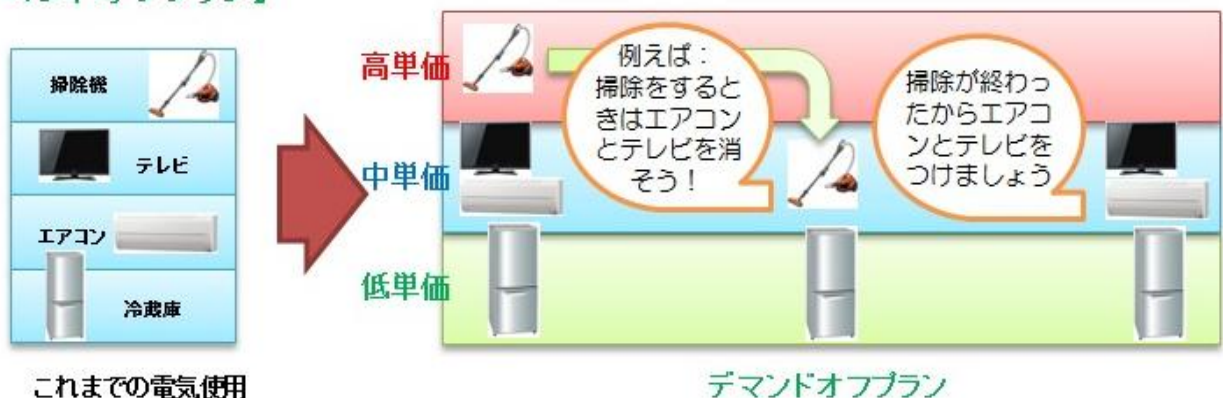 掃除機
テレビ
エアコン
冷蔵庫
これまでの電気使用
高単価
中単価
低単価
例えば：
掃除をすると
きはエアコン
とテレビを消
そう！
掃除が終わっ
たからエアコ
ンとテレビを
つけましょう
デマンドオフプラン